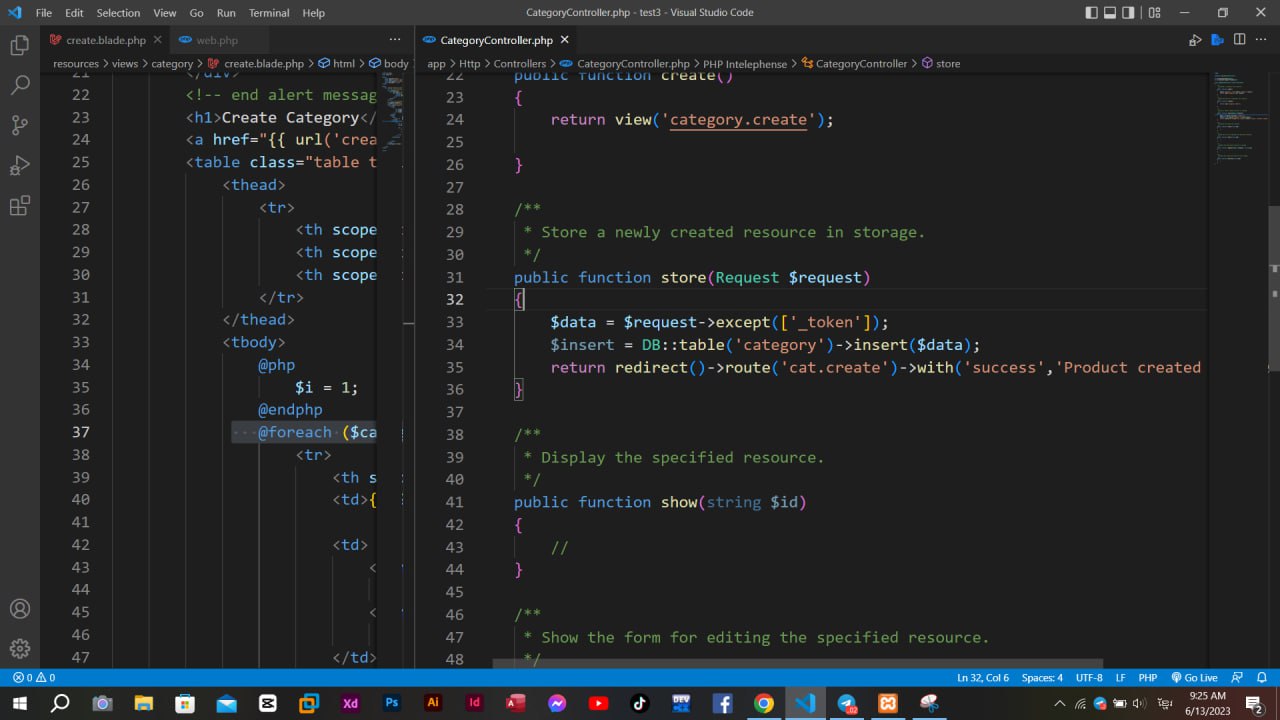 File Edit Selection View Go Run Terminal Help
CategoryController.php - test3 - Visual Studio Code
create.blade.php
web.php
resources > views > category > create.blade.php > html > body
21 </div>
22 <!-- end alert messag
23 <h1>Create Category</
24 <a href="{{ url('crea
25 <table class="table t
26 <thead>
27 <tr>
28 <th scope
29 <th scope
30 <th scope
31 </tr>
32 </thead>
33 <tbody>
34 @php
35 $i = 1;
36 @endphp
37 @foreach ($ca
38 <tr>
39 <th s
40 <td>{
41
42 <td>
43 <
44
45 <
46
47 </td>
CategoryController.php
app > Http > Controllers > CategoryController.php > PHP Intelephense > CategoryController > store
22 public function create()
23 {
24 return view('category.create');
25
26 }
27
28 /**
29 * Store a newly created resource in storage.
30 */
31 public function store(Request $request)
32 {
33 $data = $request->except(['_token']);
34 $insert = DB::table('category')->insert($data);
35 return redirect()->route('cat.create')->with('success','Product created
36 }
37
38 /**
39 * Display the specified resource.
40 */
41 public function show(string $id)
42 {
43 //
44 }
45
46 /**
47 * Show the form for editing the specified resource.
48 */
0 0
Ln 32, Col 6 Spaces: 4 UTF-8 LF PHP Go Live
Xd Ps Ai Id DEV
9:25 AM
6/13/2023
2